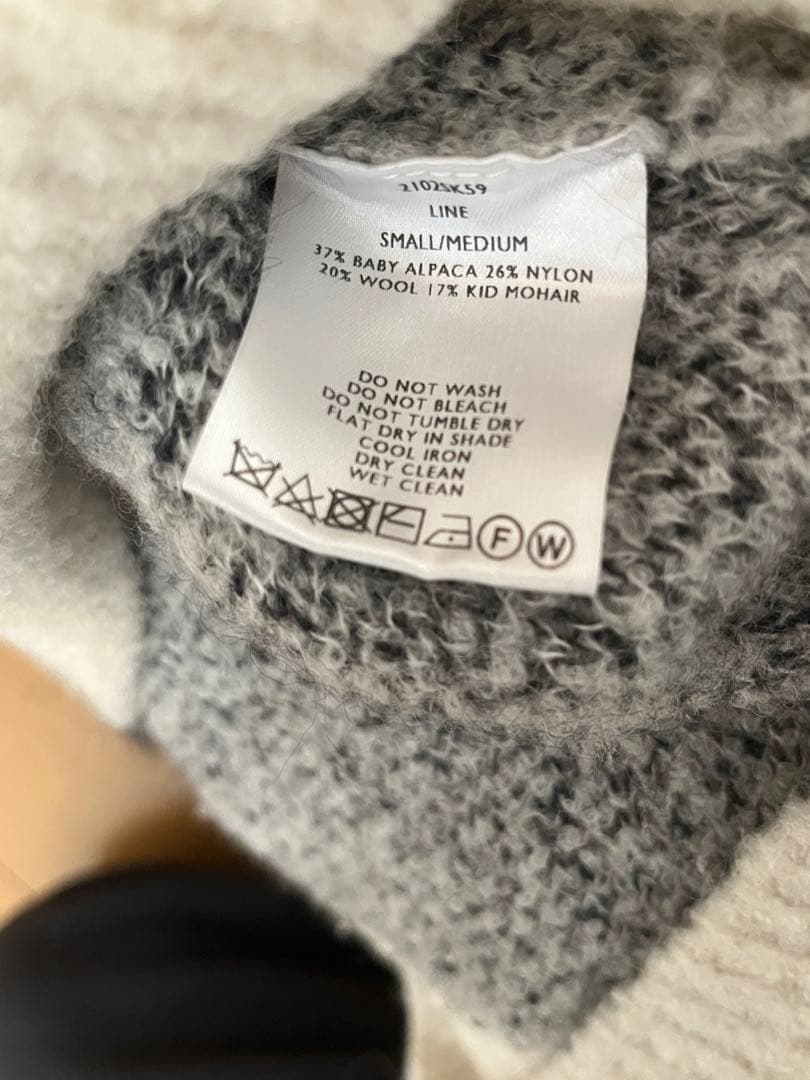 21025K59
LINE
SMALL/MEDIUM
37% BABY ALPACA 26% NYLON
20% WOOL 17% KID MOHAIR
DO NOT WASH
DO NOT BLEACH
DO NOT TUMBLE DRY
FLAT DRY IN SHADE
COOL IRON
DRY CLEAN
WET CLEAN
F W